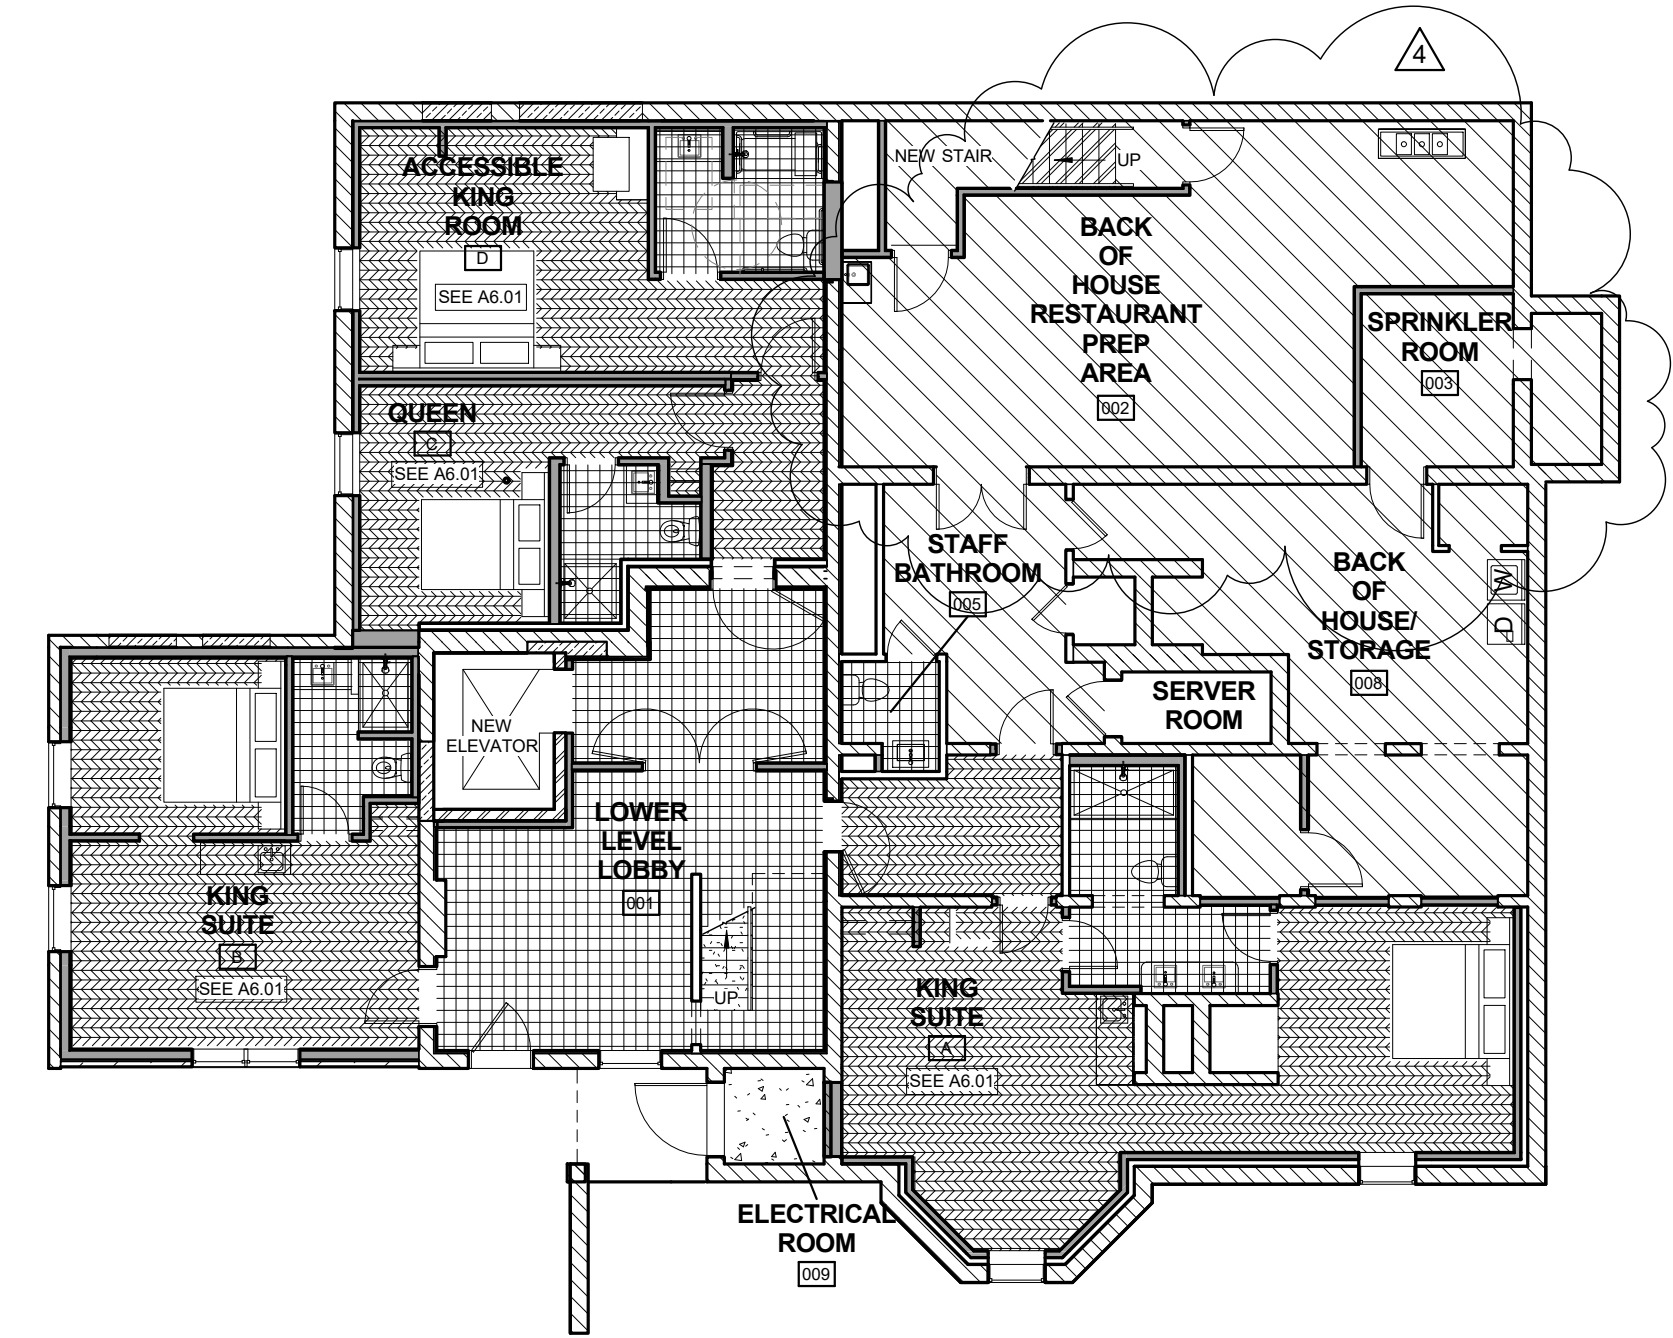 4
ACCESSIBLE
KING
ROOM
D
SEE A6.01
NEW STAIR
UP
BACK
OF
HOUSE
RESTAURANT
PREP
AREA
002
SPRINKLER
ROOM
003
QUEEN
C
SEE A6.01
STAFF
BATHROOM
005
BACK
OF
HOUSE/
STORAGE
008
W
D
SERVER
ROOM
NEW
ELEVATOR
LOWER
LEVEL
LOBBY
001
UP
KING
SUITE
B
SEE A6.01
KING
SUITE
A
SEE A6.01
ELECTRICAL
ROOM
009